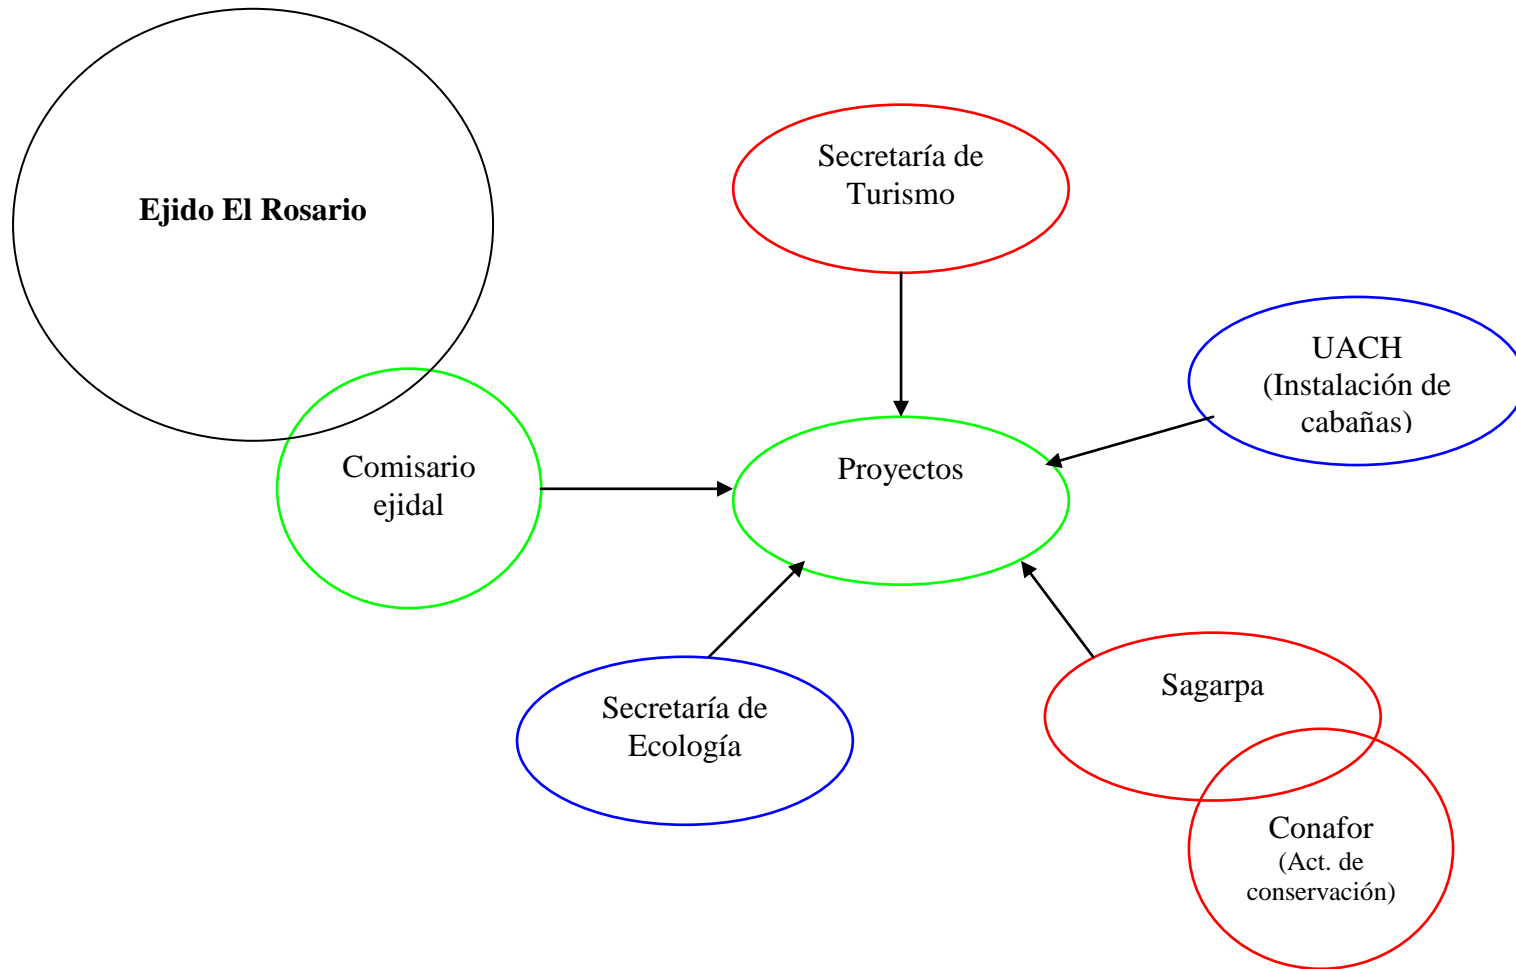 Ejido El Rosario
Secretaría de
Turismo
UACH
(Instalación de
cabañas)
Comisario
ejidal
Proyectos
Secretaría de
Ecología
Sagarpa
Conafor
(Act. de
conservación)